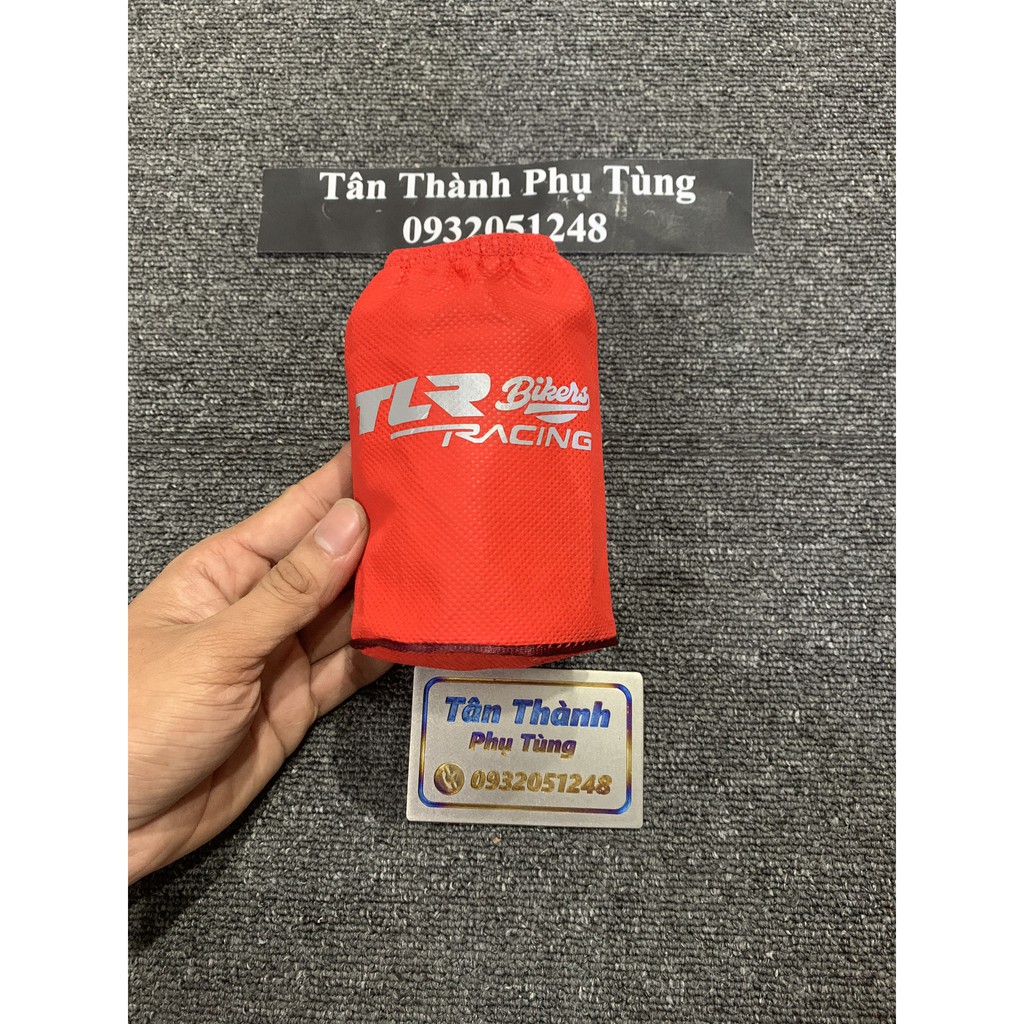 Tân Thành Phụ Tùng
0932051248
TLR Bikers
RACING
Tân Thành
Phụ Tùng
0932051248